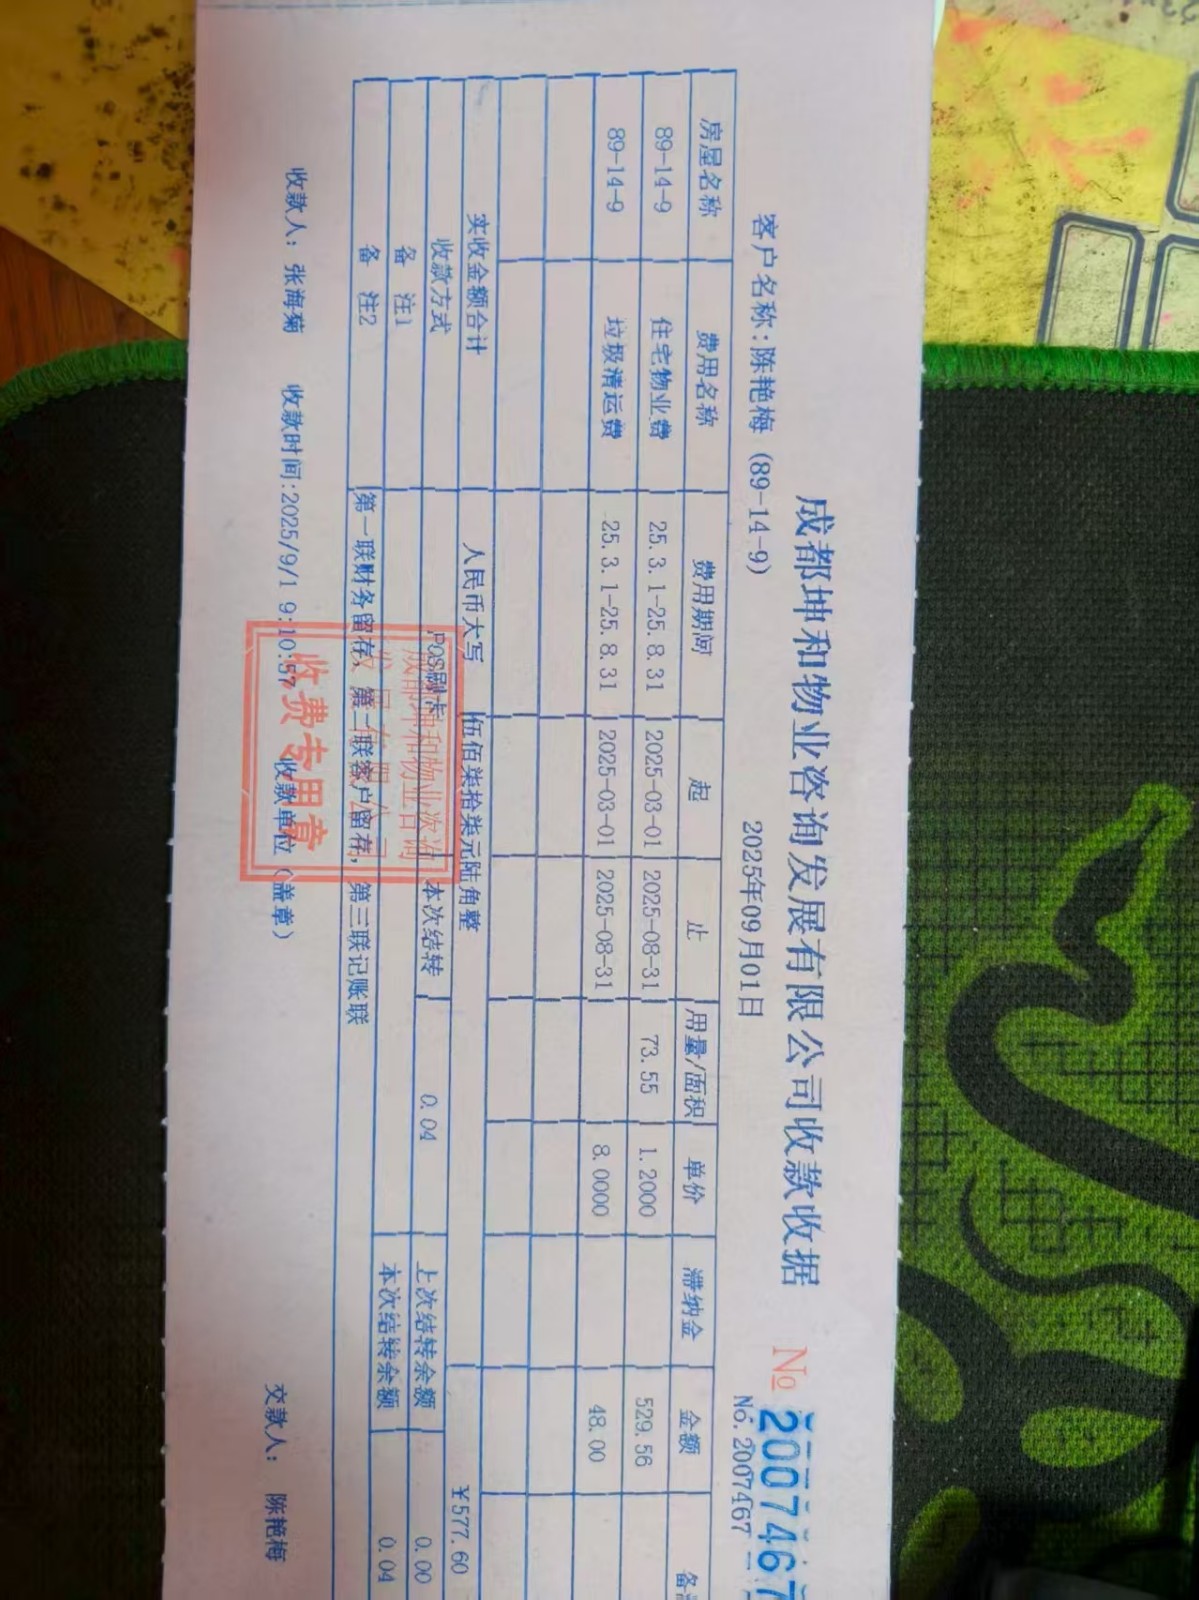 成都坤和物业咨询发展有限公司收款收据
№ 2007467
客户名称:陈艳梅 (89-14-9) 2025年09月01日 No.2007467
房屋名称 费用名称 费用期间 起 止 用量/面积 单价 滞纳金 金额
89-14-9 住宅物业费 25.3.1-25.8.31 2025-03-01 2025-08-31 73.55 1.2000 529.56
89-14-9 垃圾清运费 25.3.1-25.8.31 2025-03-01 2025-08-31 8.0000 48.00
实收金额合计 人民币大写 伍佰柒拾柒元陆角整 ¥577.60
收款方式 POS刷卡 本次结转 0.04 上次结转余额 0.00
备 注1 本次结转余额 0.04
备 注2 第一联财务留存, 第二联客户留存, 第三联记账联
收款人: 张海菊 收款时间:2025/9/1 9:10:57 收款单位(盖章) 交款人: 陈艳梅
成都坤和物业咨询
收费专用章